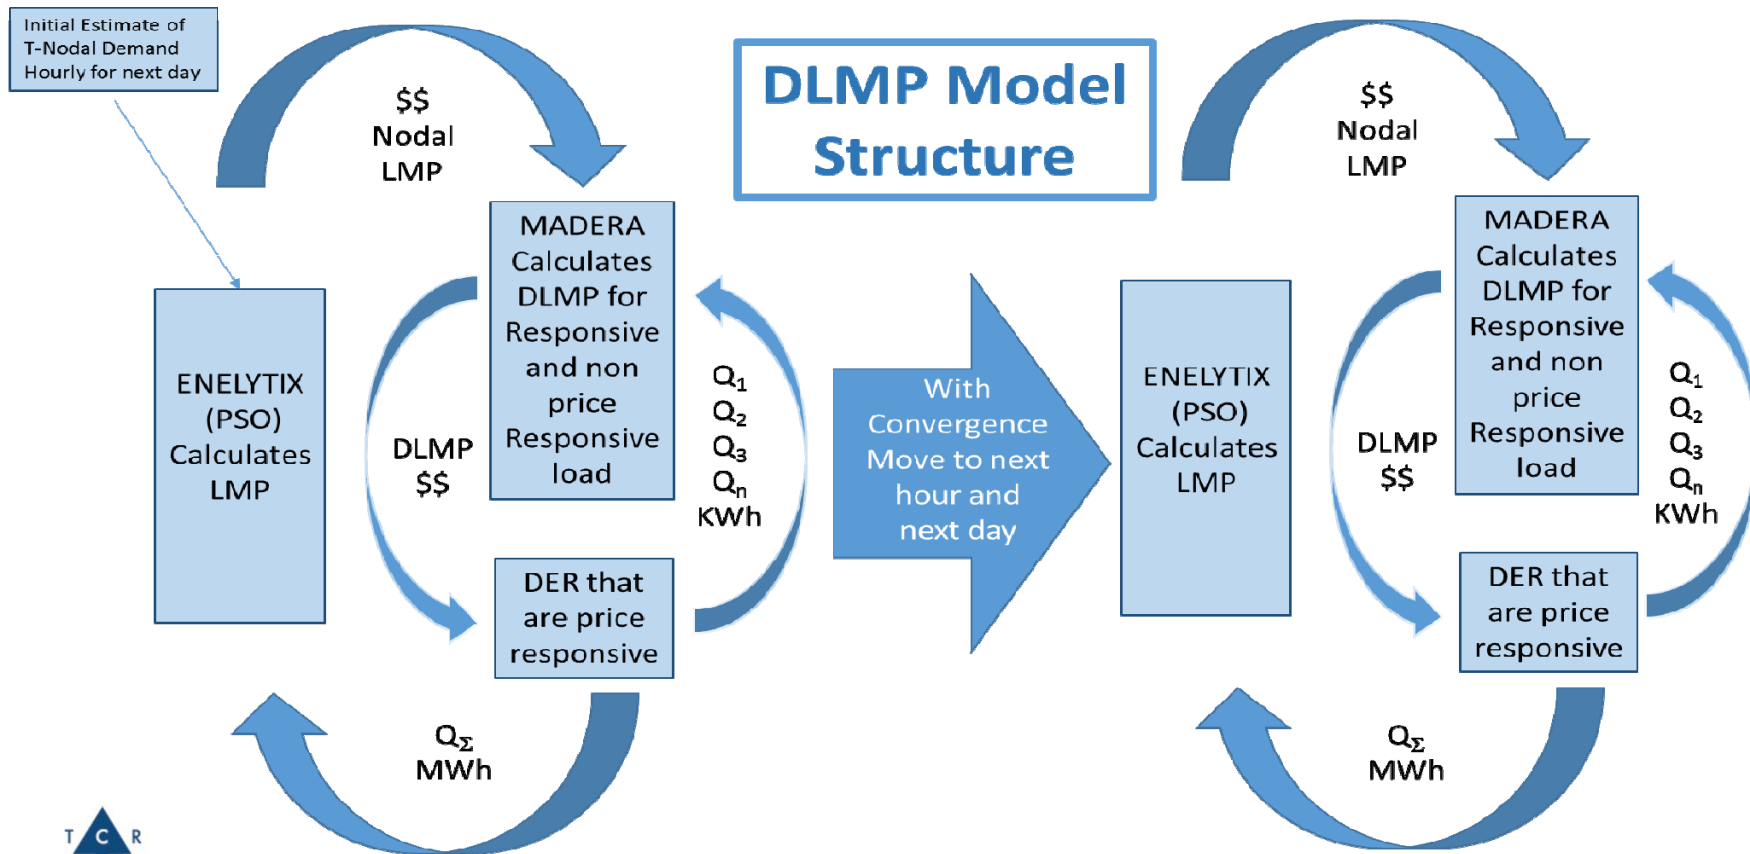 Initial Estimate of
T-Nodal Demand
Hourly for next day
$$
Nodal
LMP
DLMP Model
Structure
$$
Nodal
LMP
MADERA
Calculates
DLMP for
Responsive
and non
price
Responsive
load
ENELYTIX
(PSO)
Calculates
LMP
DLMP
$$
Q₁
Q₂
Q₃
Qₙ
KWh
DER that
are price
responsive
Q_Σ
MWh
With
Convergence
Move to next
hour and
next day
MADERA
Calculates
DLMP for
Responsive
and non
price
Responsive
load
ENELYTIX
(PSO)
Calculates
LMP
DLMP
$$
Q₁
Q₂
Q₃
Qₙ
KWh
DER that
are price
responsive
Q_Σ
MWh
T C R